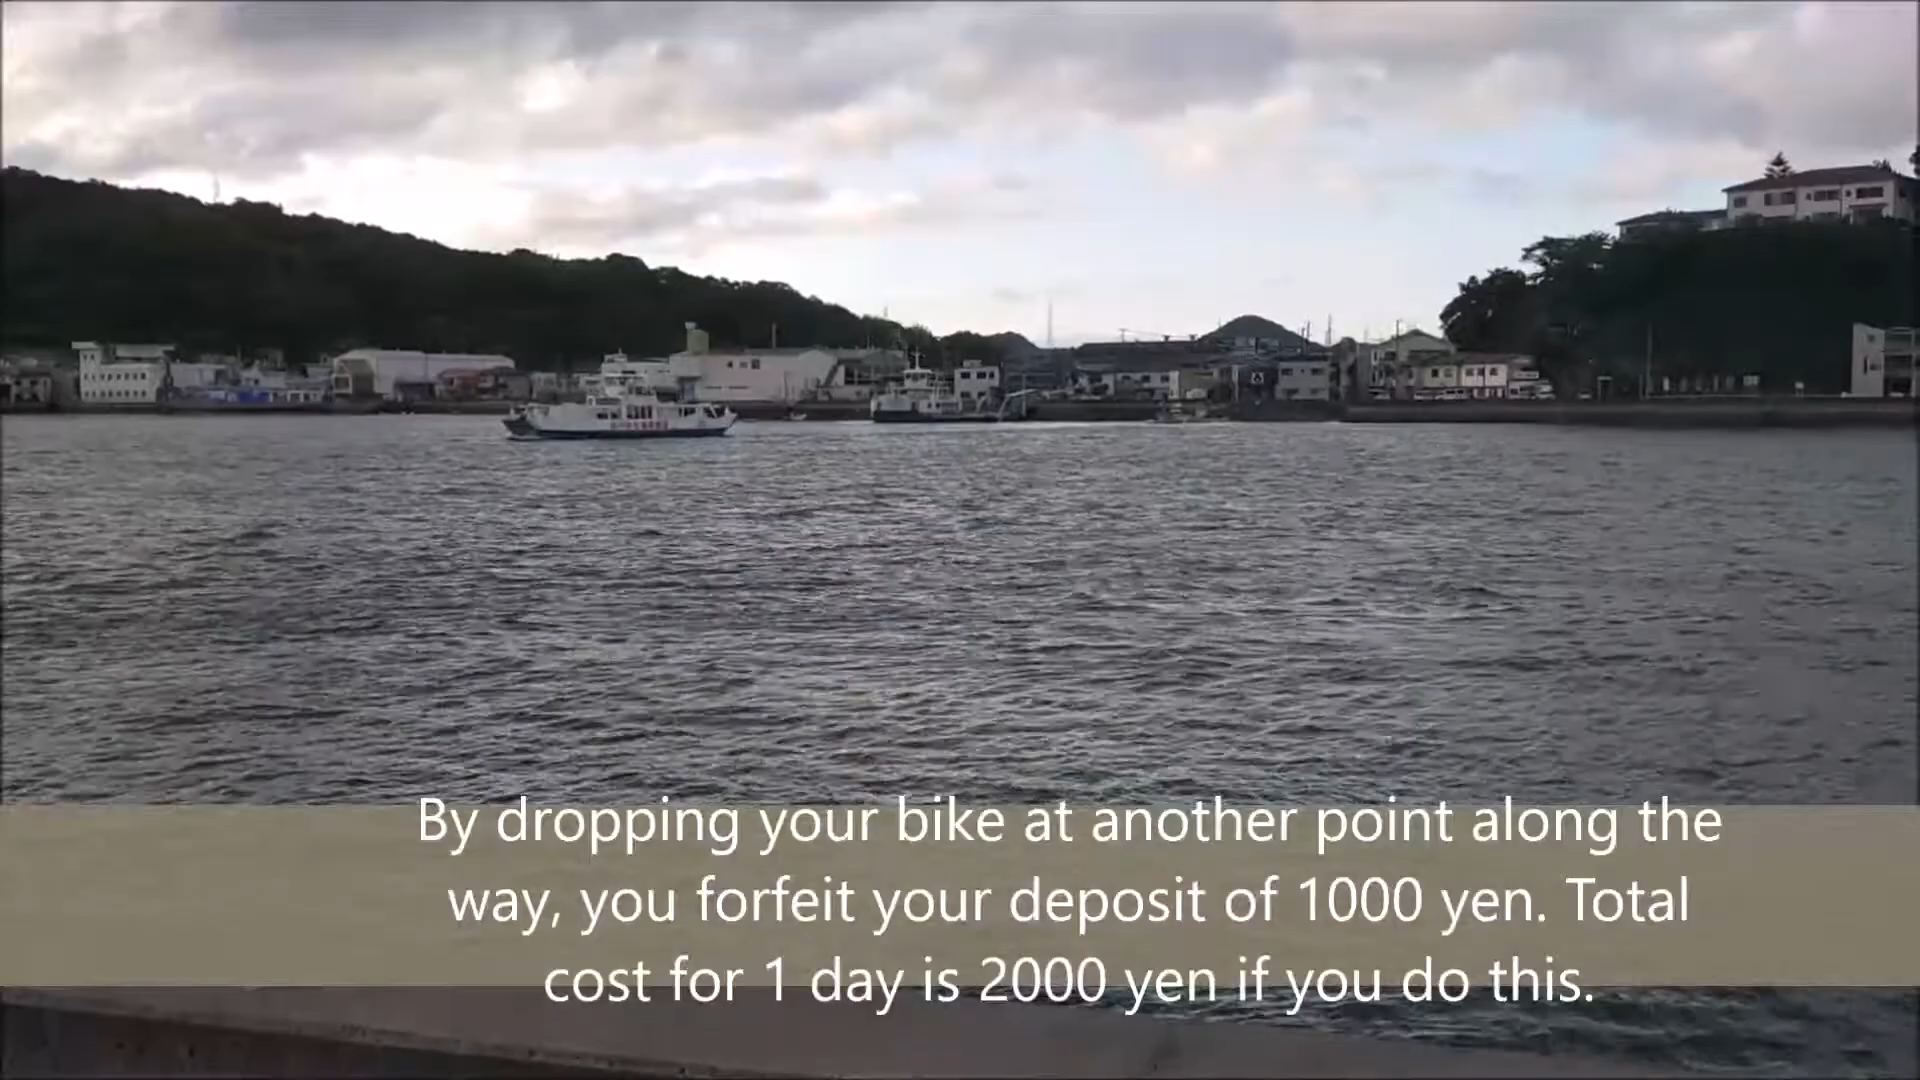 By dropping your bike at another point along the
way, you forfeit your deposit of 1000 yen. Total
cost for 1 day is 2000 yen if you do this.